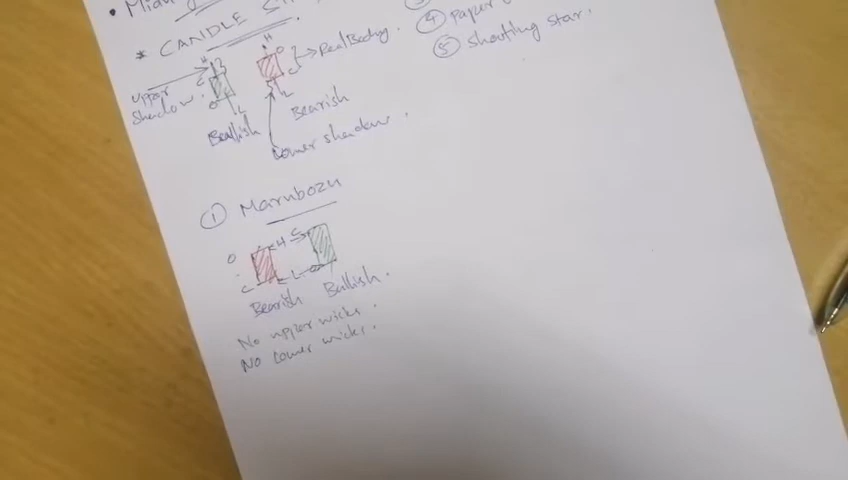 * CANDLE
④ Paper
⑤ Shooting Star.
H
H
O
→ Real Body.
C
C
Upper
Shadow.
O
L
L
Bullish
Bearish
Lower shadow.
① Marubozu
O
H
C
C
L
O
Bearish Bullish.
No upper wicks.
No lower wicks.